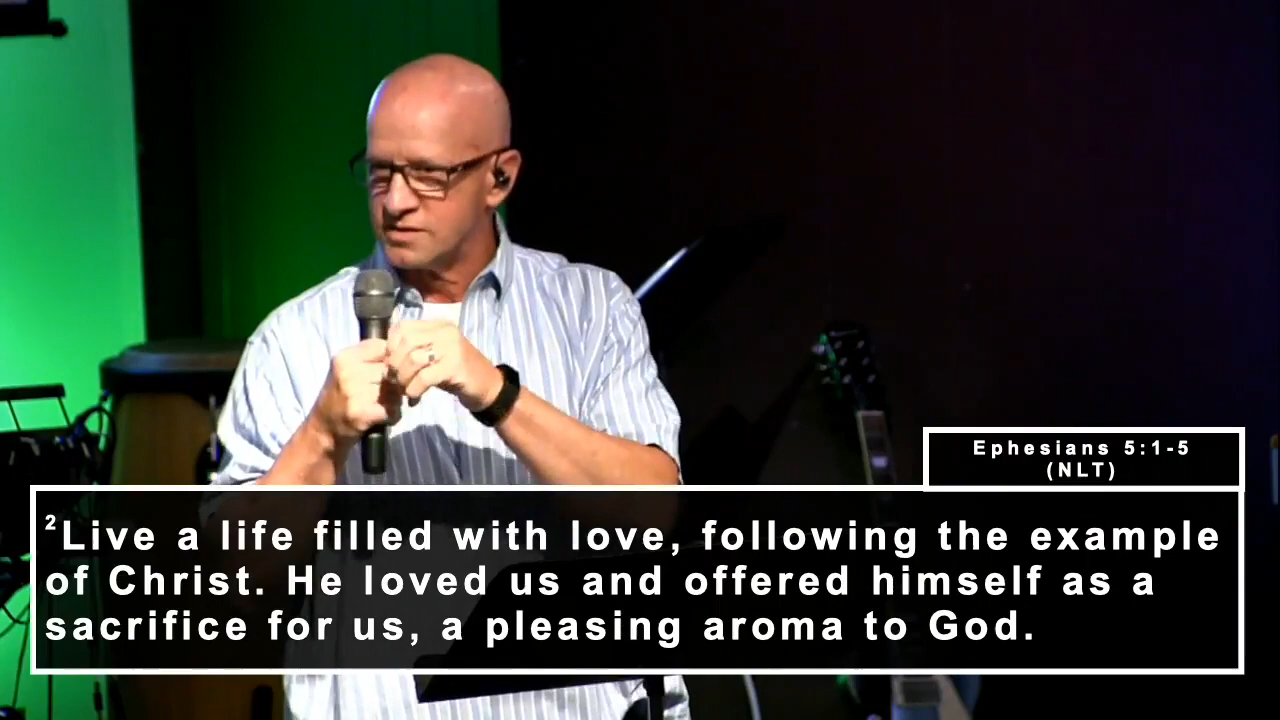 Ephesians 5:1-5
(NLT)
²Live a life filled with love, following the example
of Christ. He loved us and offered himself as a
sacrifice for us, a pleasing aroma to God.